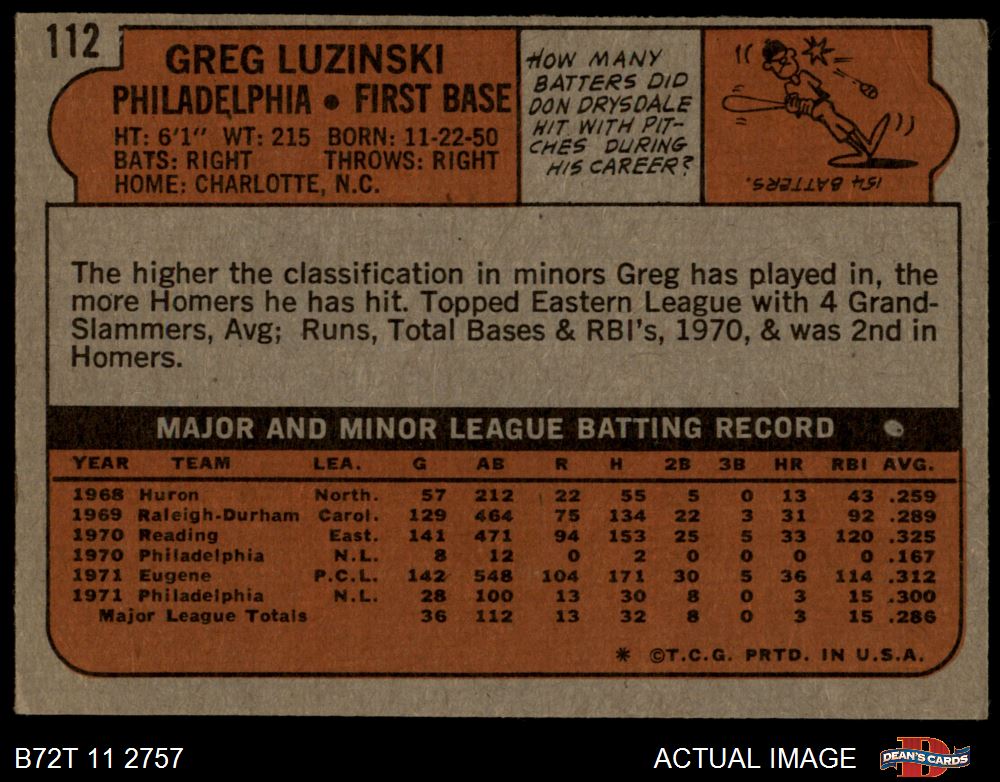 112
GREG LUZINSKI
PHILADELPHIA • FIRST BASE
HT: 6'1" WT: 215 BORN: 11-22-50
BATS: RIGHT THROWS: RIGHT
HOME: CHARLOTTE, N.C.
HOW MANY
BATTERS DID
DON DRYSDALE
HIT WITH PIT-
CHES DURING
HIS CAREER?
154 BATTERS.
The higher the classification in minors Greg has played in, the
more Homers he has hit. Topped Eastern League with 4 Grand-
Slammers, Avg; Runs, Total Bases & RBI's, 1970, & was 2nd in
Homers.
MAJOR AND MINOR LEAGUE BATTING RECORD
YEAR TEAM LEA. G AB R H 2B 3B HR RBI AVG.
1968 Huron North. 57 212 22 55 5 0 13 43 .259
1969 Raleigh-Durham Carol. 129 464 75 134 22 3 31 92 .289
1970 Reading East. 141 471 94 153 25 5 33 120 .325
1970 Philadelphia N.L. 8 12 0 2 0 0 0 0 .167
1971 Eugene P.C.L. 142 548 104 171 30 5 36 114 .312
1971 Philadelphia N.L. 28 100 13 30 8 0 3 15 .300
Major League Totals 36 112 13 32 8 0 3 15 .286
* ©T.C.G. PRTD. IN U.S.A.
B72T 11 2757 ACTUAL IMAGE DEAN'S CARDS